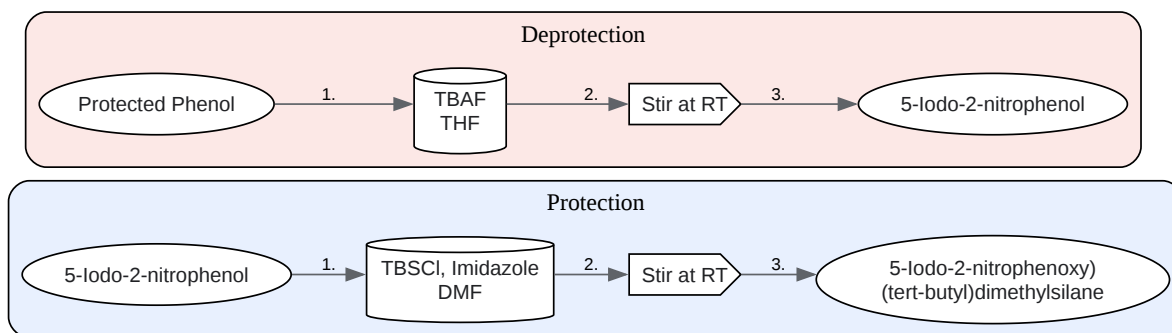 Deprotection
Protected Phenol
1.
TBAF
THF
2.
Stir at RT
3.
5-Iodo-2-nitrophenol
Protection
5-Iodo-2-nitrophenol
1.
TBSCl, Imidazole
DMF
2.
Stir at RT
3.
5-Iodo-2-nitrophenoxy)
(tert-butyl)dimethylsilane